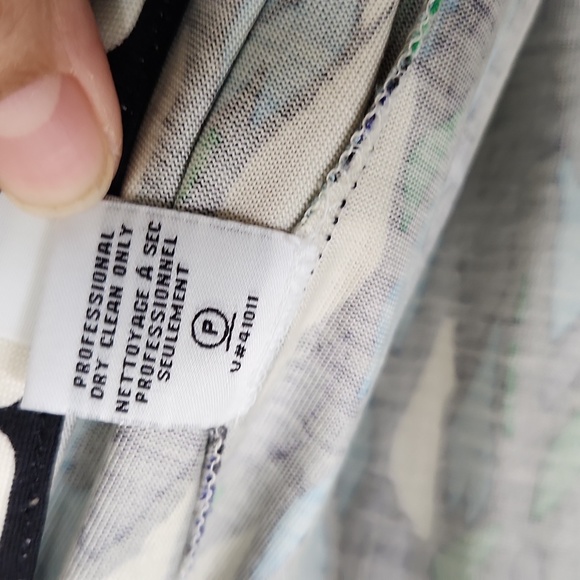 PROFESSIONAL
DRY CLEAN ONLY
NETTOYAGE Á SEC
PROFESSIONNEL
SEULEMENT
P
U#41011